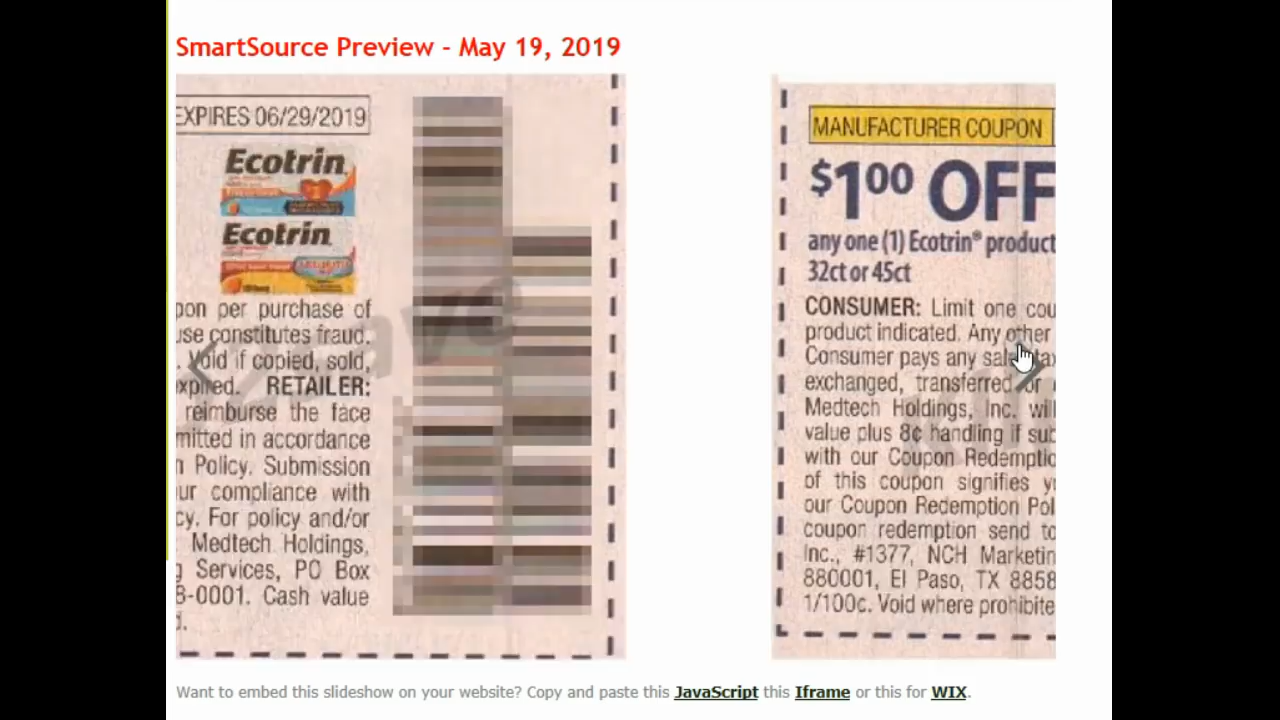 SmartSource Preview - May 19, 2019
EXPIRES 06/29/2019
Ecotrin
Ecotrin
pon per purchase of
use constitutes fraud.
. Void if copied, sold,
xpired. RETAILER:
reimburse the face
mitted in accordance
n Policy. Submission
ur compliance with
cy. For policy and/or
Medtech Holdings,
g Services, PO Box
8-0001. Cash value
d.
MANUFACTURER COUPON
$1.00 OFF
any one (1) Ecotrin® product
32ct or 45ct
CONSUMER: Limit one cou
product indicated. Any other
Consumer pays any sales tax
exchanged, transferred or
Medtech Holdings, Inc. will
value plus 8¢ handling if sub
with our Coupon Redemptio
of this coupon signifies y
our Coupon Redemption Pol
coupon redemption send to
Inc., #1377, NCH Marketin
880001, El Paso, TX 8858
1/100c. Void where prohibite
Want to embed this slideshow on your website? Copy and paste this JavaScript this Iframe or this for WIX.